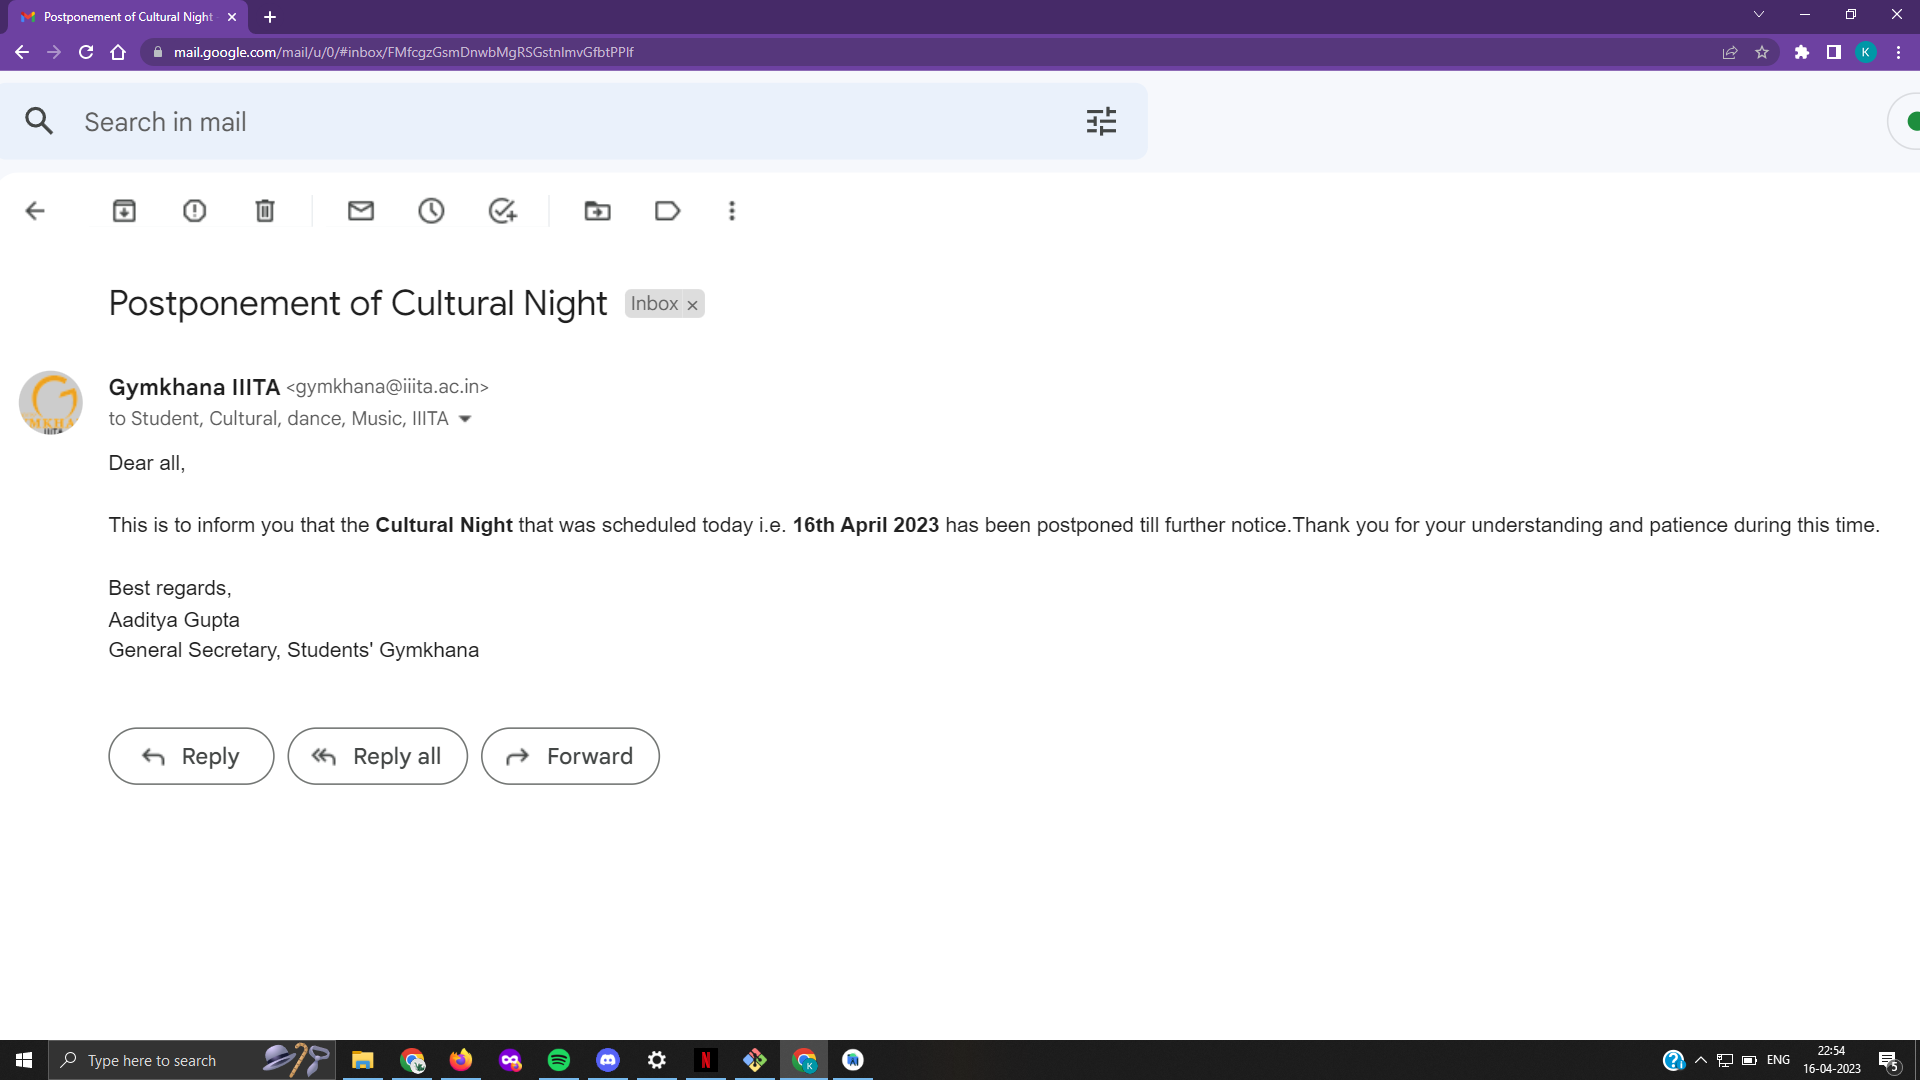 Postponement of Cultural Night
mail.google.com/mail/u/0/#inbox/FMfcgzGsmDnwbMgRSGstnlmvGfbtPPlf
K
Search in mail
Postponement of Cultural Night Inbox ×
Gymkhana IIITA <gymkhana@iiita.ac.in>
to Student, Cultural, dance, Music, IIITA
MKHA
IIITA
Dear all,
This is to inform you that the Cultural Night that was scheduled today i.e. 16th April 2023 has been postponed till further notice.Thank you for your understanding and patience during this time.
Best regards,
Aaditya Gupta
General Secretary, Students' Gymkhana
Reply Reply all Forward
Type here to search
N
K
ENG
22:54
16-04-2023
5